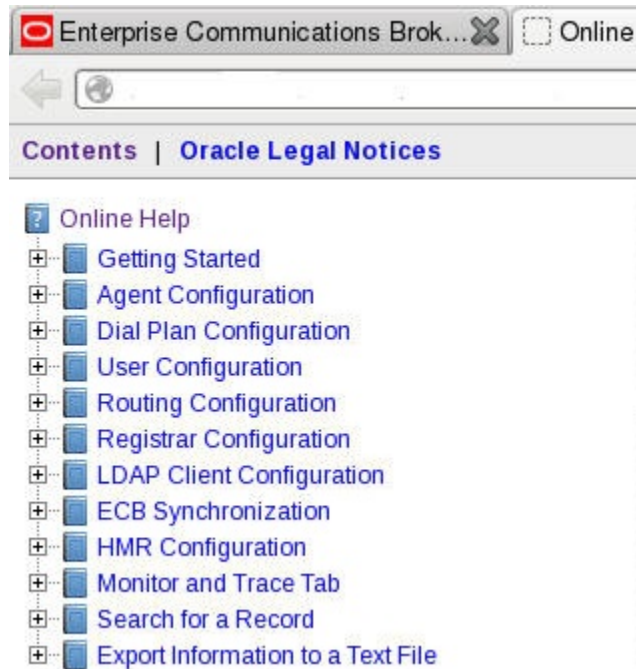 Enterprise Communications Brok... Online
Contents | Oracle Legal Notices
? Online Help
Getting Started
Agent Configuration
Dial Plan Configuration
User Configuration
Routing Configuration
Registrar Configuration
LDAP Client Configuration
ECB Synchronization
HMR Configuration
Monitor and Trace Tab
Search for a Record
Export Information to a Text File